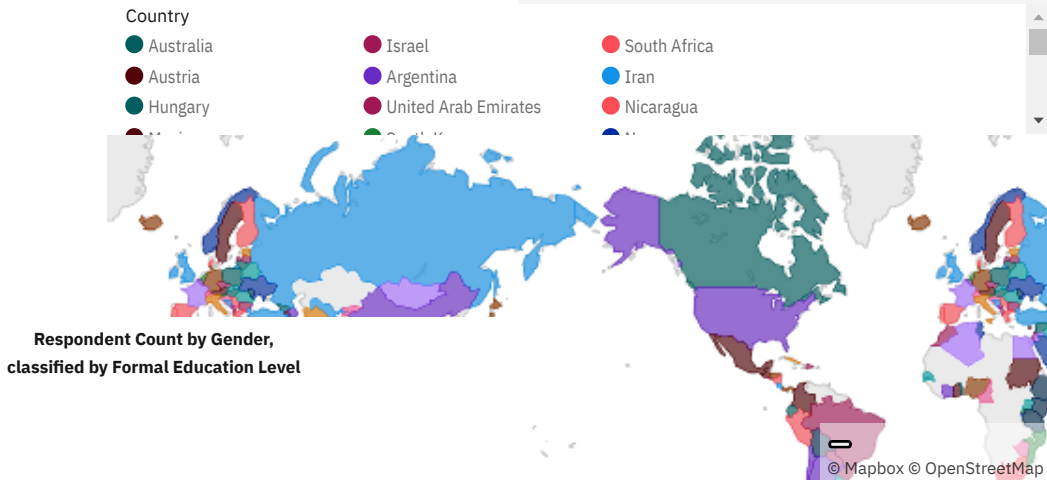 Country
Australia
Israel
South Africa
Austria
Argentina
Iran
Hungary
United Arab Emirates
Nicaragua
Respondent Count by Gender,
classified by Formal Education Level
© Mapbox © OpenStreetMap